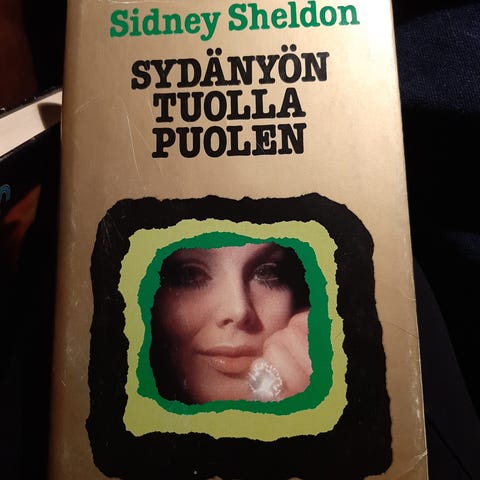 Sidney Sheldon
SYDÄNYÖN
TUOLLA
PUOLEN